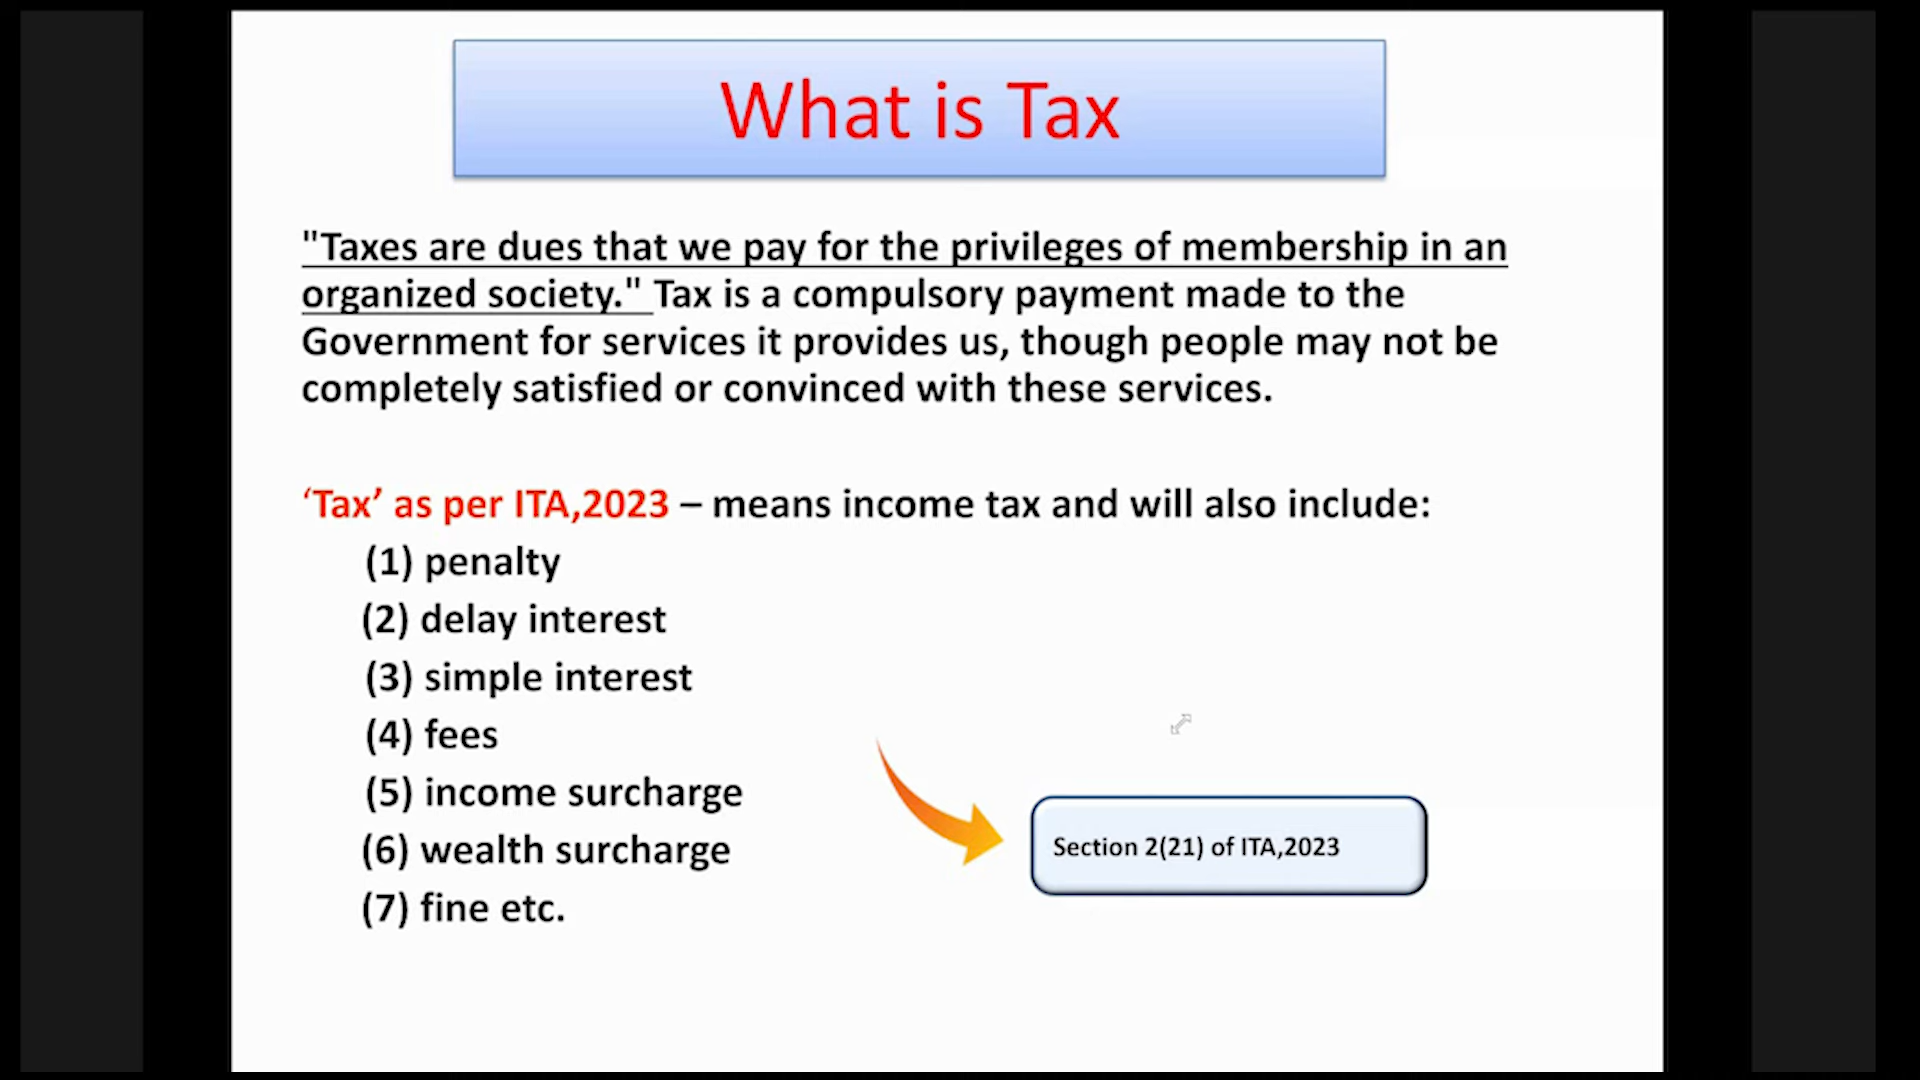 What is Tax
"Taxes are dues that we pay for the privileges of membership in an
organized society." Tax is a compulsory payment made to the
Government for services it provides us, though people may not be
completely satisfied or convinced with these services.
‘Tax’ as per ITA,2023 – means income tax and will also include:
(1) penalty
(2) delay interest
(3) simple interest
(4) fees
(5) income surcharge
(6) wealth surcharge
(7) fine etc.
Section 2(21) of ITA,2023